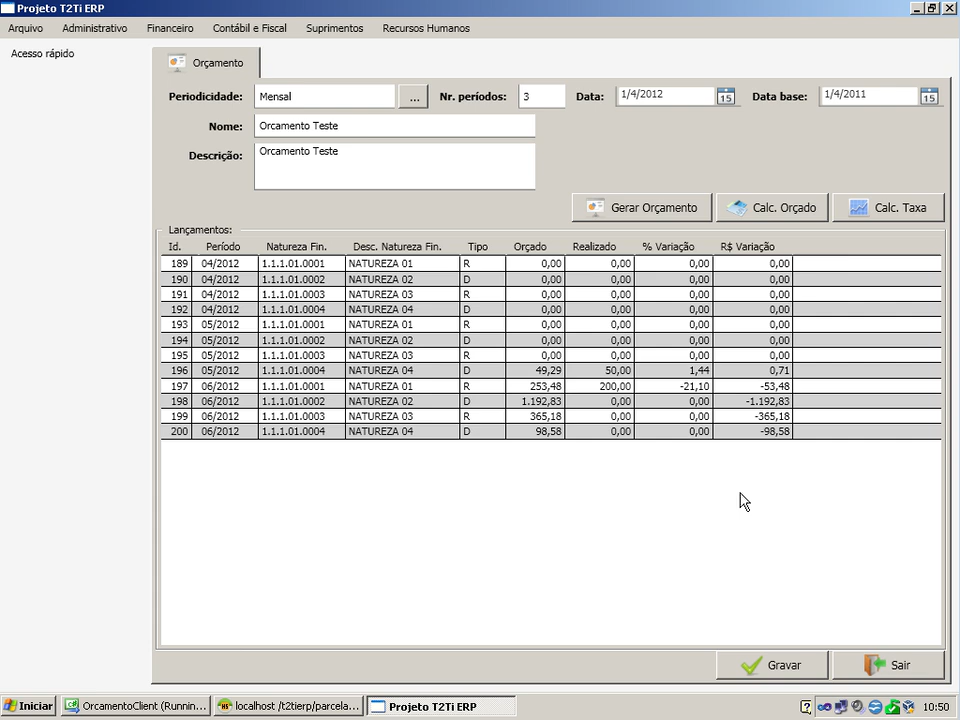 Projeto T2Ti ERP
Arquivo Administrativo Financeiro Contábil e Fiscal Suprimentos Recursos Humanos
Acesso rápido
Orçamento
Periodicidade: Mensal ... Nr. períodos: 3 Data: 1/4/2012 15 Data base: 1/4/2011 15
Nome: Orcamento Teste
Descrição: Orcamento Teste
Gerar Orçamento Calc. Orçado Calc. Taxa
Lançamentos:
Id. Período Natureza Fin. Desc. Natureza Fin. Tipo Orçado Realizado % Variação R$ Variação
189 04/2012 1.1.1.01.0001 NATUREZA 01 R 0,00 0,00 0,00 0,00
190 04/2012 1.1.1.01.0002 NATUREZA 02 D 0,00 0,00 0,00 0,00
191 04/2012 1.1.1.01.0003 NATUREZA 03 R 0,00 0,00 0,00 0,00
192 04/2012 1.1.1.01.0004 NATUREZA 04 D 0,00 0,00 0,00 0,00
193 05/2012 1.1.1.01.0001 NATUREZA 01 R 0,00 0,00 0,00 0,00
194 05/2012 1.1.1.01.0002 NATUREZA 02 D 0,00 0,00 0,00 0,00
195 05/2012 1.1.1.01.0003 NATUREZA 03 R 0,00 0,00 0,00 0,00
196 05/2012 1.1.1.01.0004 NATUREZA 04 D 49,29 50,00 1,44 0,71
197 06/2012 1.1.1.01.0001 NATUREZA 01 R 253,48 200,00 -21,10 -53,48
198 06/2012 1.1.1.01.0002 NATUREZA 02 D 1.192,83 0,00 0,00 -1.192,83
199 06/2012 1.1.1.01.0003 NATUREZA 03 R 365,18 0,00 0,00 -365,18
200 06/2012 1.1.1.01.0004 NATUREZA 04 D 98,58 0,00 0,00 -98,58
Gravar Sair
Iniciar OrcamentoClient (Runnin... localhost /t2tierp/parcela... Projeto T2Ti ERP 10:50